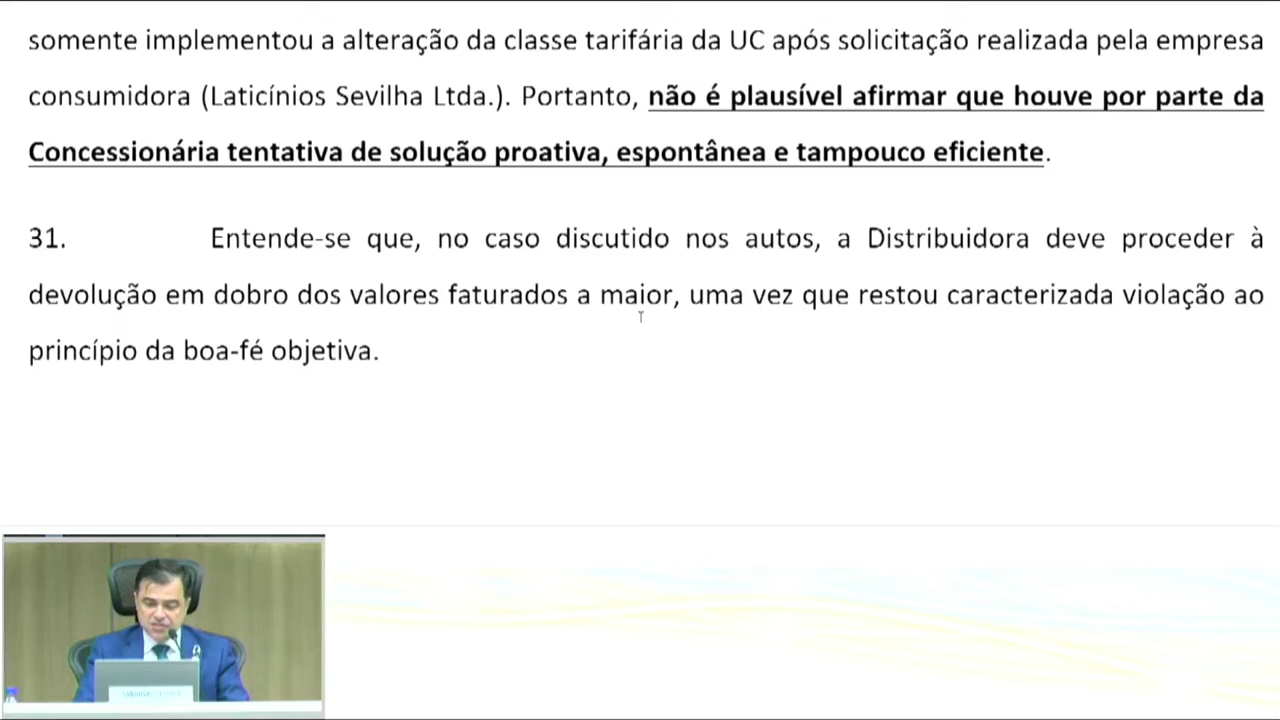 somente implementou a alteração da classe tarifária da UC após solicitação realizada pela empresa
consumidora (Laticínios Sevilha Ltda.). Portanto, não é plausível afirmar que houve por parte da
Concessionária tentativa de solução proativa, espontânea e tampouco eficiente.
31. Entende-se que, no caso discutido nos autos, a Distribuidora deve proceder à
devolução em dobro dos valores faturados a maior, uma vez que restou caracterizada violação ao
princípio da boa-fé objetiva.